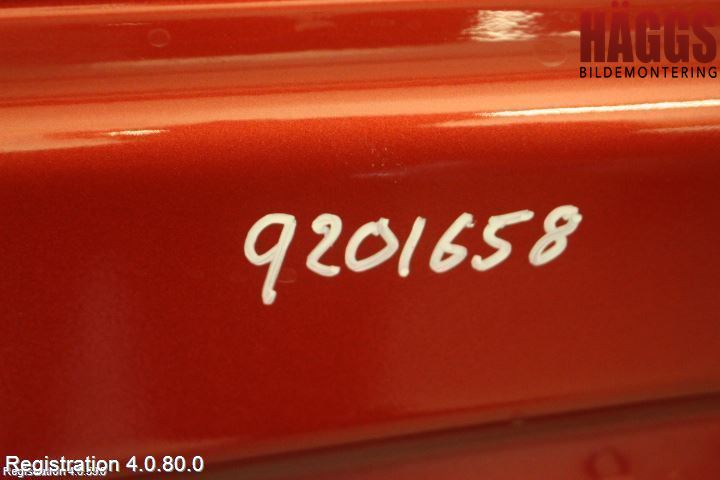 HÄGGS
BILDEMONTERING
9201658
Registration 4.0.80.0